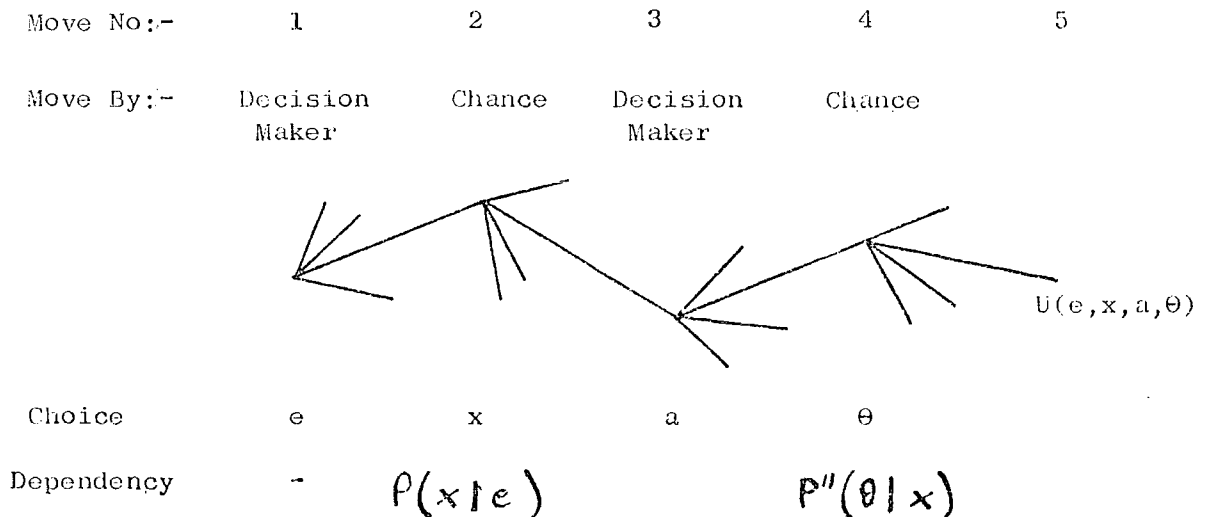 Move No:- 1 2 3 4 5
Move By:- Decision Chance Decision Chance
Maker Maker
U(e,x,a,θ)
Choice e x a θ
Dependency - P(x|e) P"(θ|x)